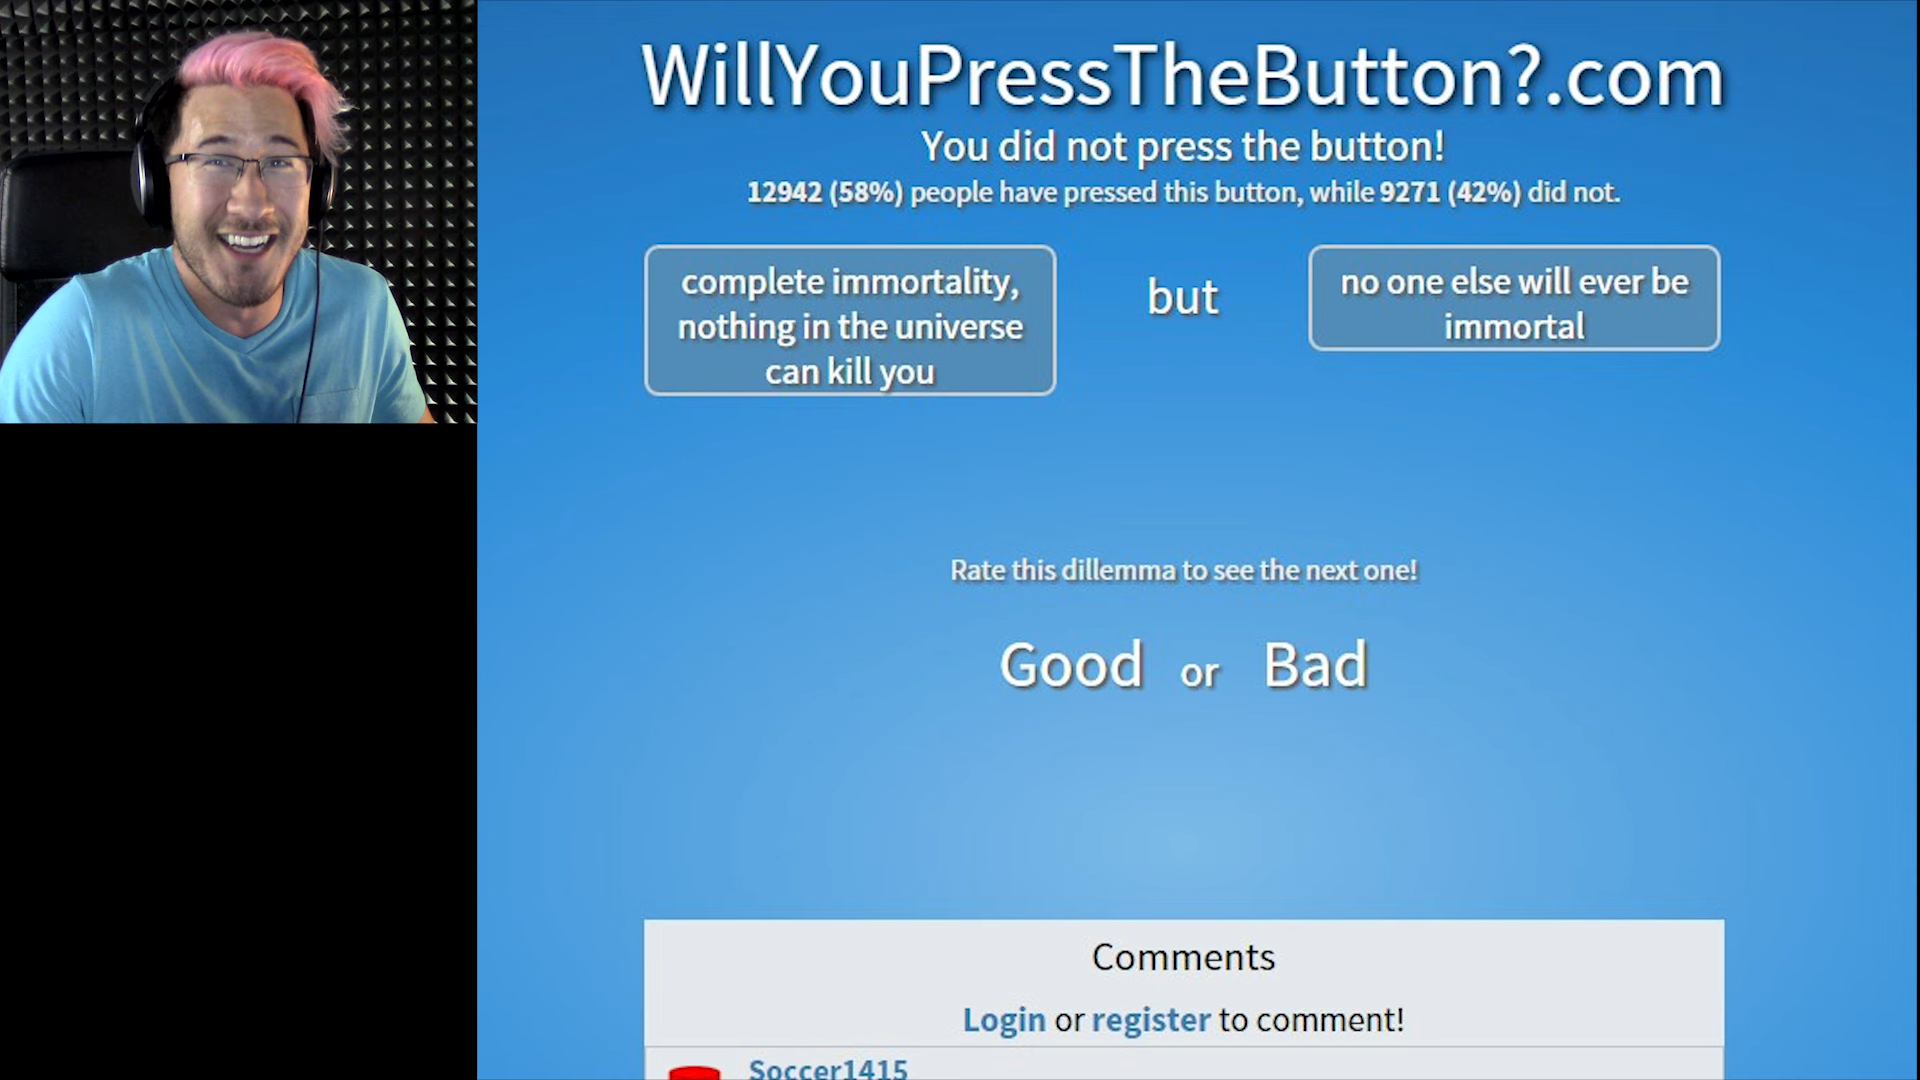 WillYouPressTheButton?.com
You did not press the button!
12942 (58%) people have pressed this button, while 9271 (42%) did not.
complete immortality,
nothing in the universe
can kill you
but
no one else will ever be
immortal
Rate this dillemma to see the next one!
Good or Bad
Comments
Login or register to comment!
Soccer1415